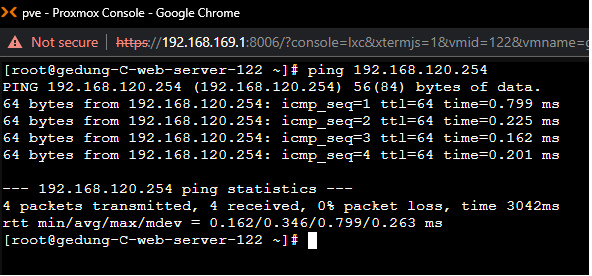 pve - Proxmox Console - Google Chrome
Not secure https://192.168.169.1:8006/?console=lxc&xtermjs=1&vmid=122&vmname=g
[root@gedung-C-web-server-122 ~]# ping 192.168.120.254
PING 192.168.120.254 (192.168.120.254) 56(84) bytes of data.
64 bytes from 192.168.120.254: icmp_seq=1 ttl=64 time=0.799 ms
64 bytes from 192.168.120.254: icmp_seq=2 ttl=64 time=0.225 ms
64 bytes from 192.168.120.254: icmp_seq=3 ttl=64 time=0.162 ms
64 bytes from 192.168.120.254: icmp_seq=4 ttl=64 time=0.201 ms
--- 192.168.120.254 ping statistics ---
4 packets transmitted, 4 received, 0% packet loss, time 3042ms
rtt min/avg/max/mdev = 0.162/0.346/0.799/0.263 ms
[root@gedung-C-web-server-122 ~]#